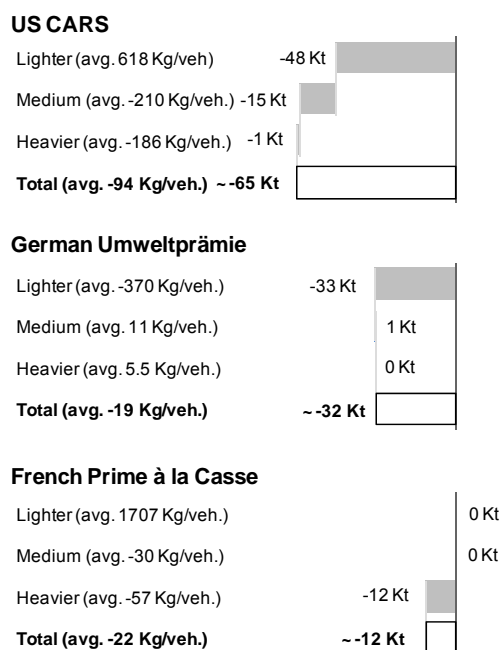 US CARS
Lighter (avg. 618 Kg/veh) -48 Kt
Medium (avg. -210 Kg/veh.) -15 Kt
Heavier (avg. -186 Kg/veh.) -1 Kt
Total (avg. -94 Kg/veh.) ~-65 Kt
German Umweltprämie
Lighter (avg. -370 Kg/veh.) -33 Kt
Medium (avg. 11 Kg/veh.) 1 Kt
Heavier (avg. 5.5 Kg/veh.) 0 Kt
Total (avg. -19 Kg/veh.) ~-32 Kt
French Prime à la Casse
Lighter (avg. 1707 Kg/veh.) 0 Kt
Medium (avg. -30 Kg/veh.) 0 Kt
Heavier (avg. -57 Kg/veh.) -12 Kt
Total (avg. -22 Kg/veh.) ~-12 Kt